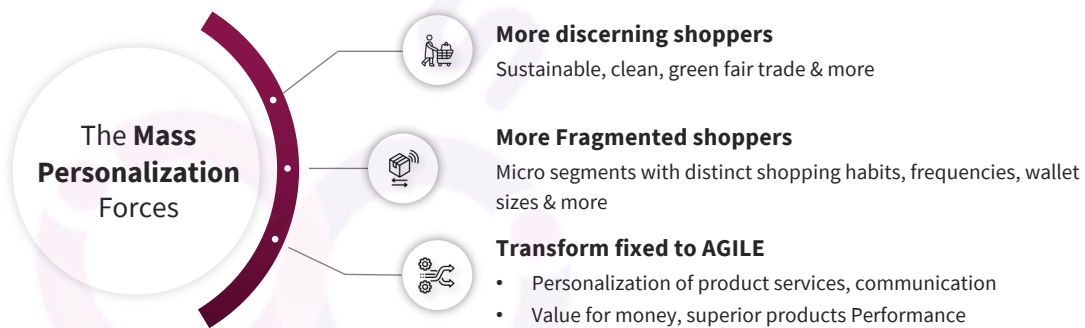 The Mass
Personalization
Forces
More discerning shoppers
Sustainable, clean, green fair trade & more
More Fragmented shoppers
Micro segments with distinct shopping habits, frequencies, wallet
sizes & more
Transform fixed to AGILE
• Personalization of product services, communication
• Value for money, superior products Performance